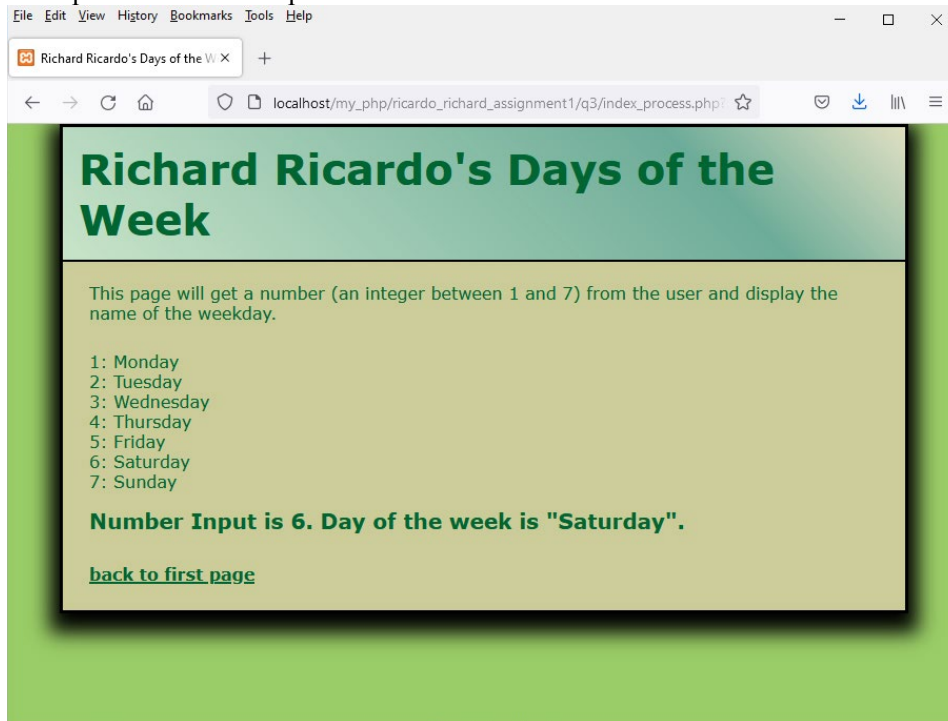 File Edit View History Bookmarks Tools Help
Richard Ricardo's Days of the W
localhost/my_php/ricardo_richard_assignment1/q3/index_process.php?
Richard Ricardo's Days of the
Week
This page will get a number (an integer between 1 and 7) from the user and display the
name of the weekday.
1: Monday
2: Tuesday
3: Wednesday
4: Thursday
5: Friday
6: Saturday
7: Sunday
Number Input is 6. Day of the week is "Saturday".
back to first page